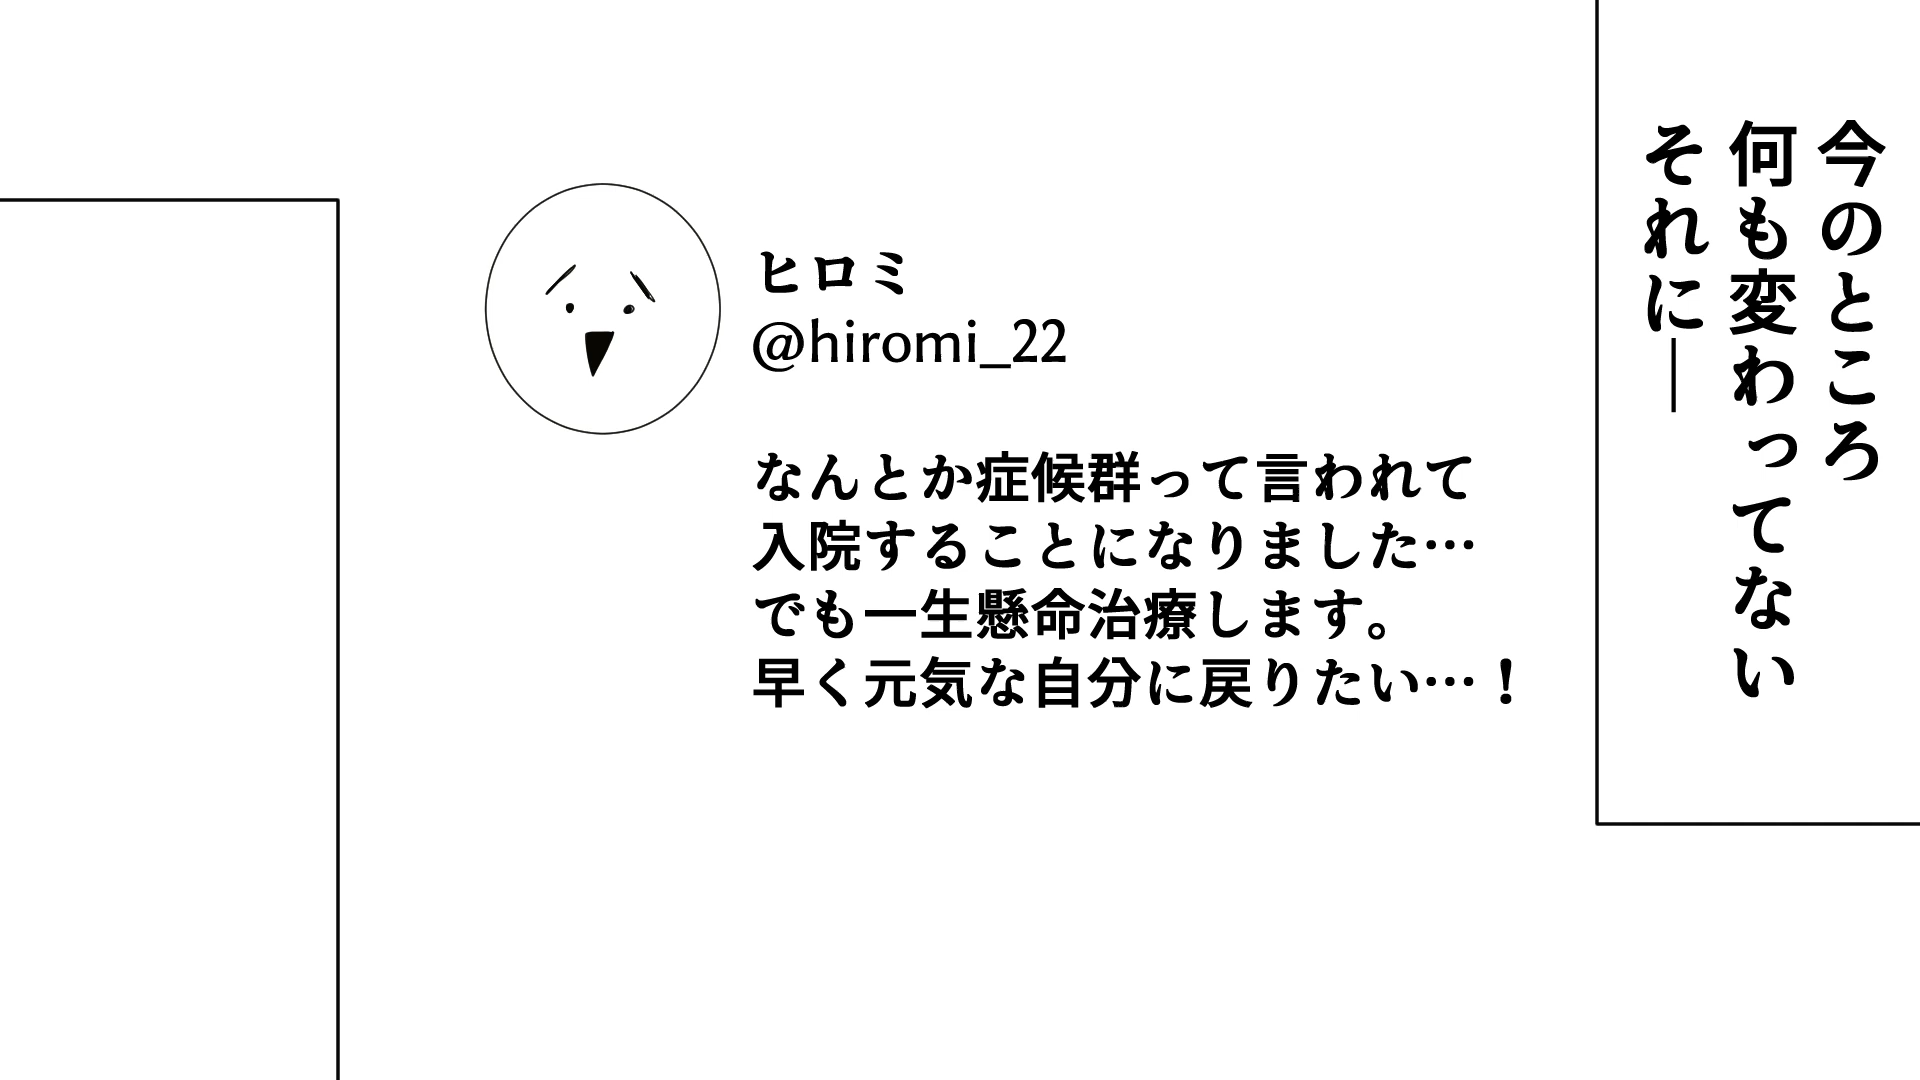 今のところ
何も変わってない
それに―
ヒロミ
@hiromi_22
なんとか症候群って言われて
入院することになりました…
でも一生懸命治療します。
早く元気な自分に戻りたい…！